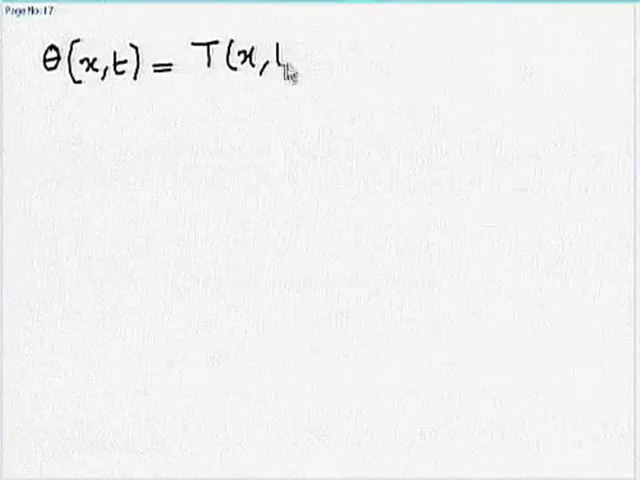 Page No: 17
θ(x,t) = T(x,